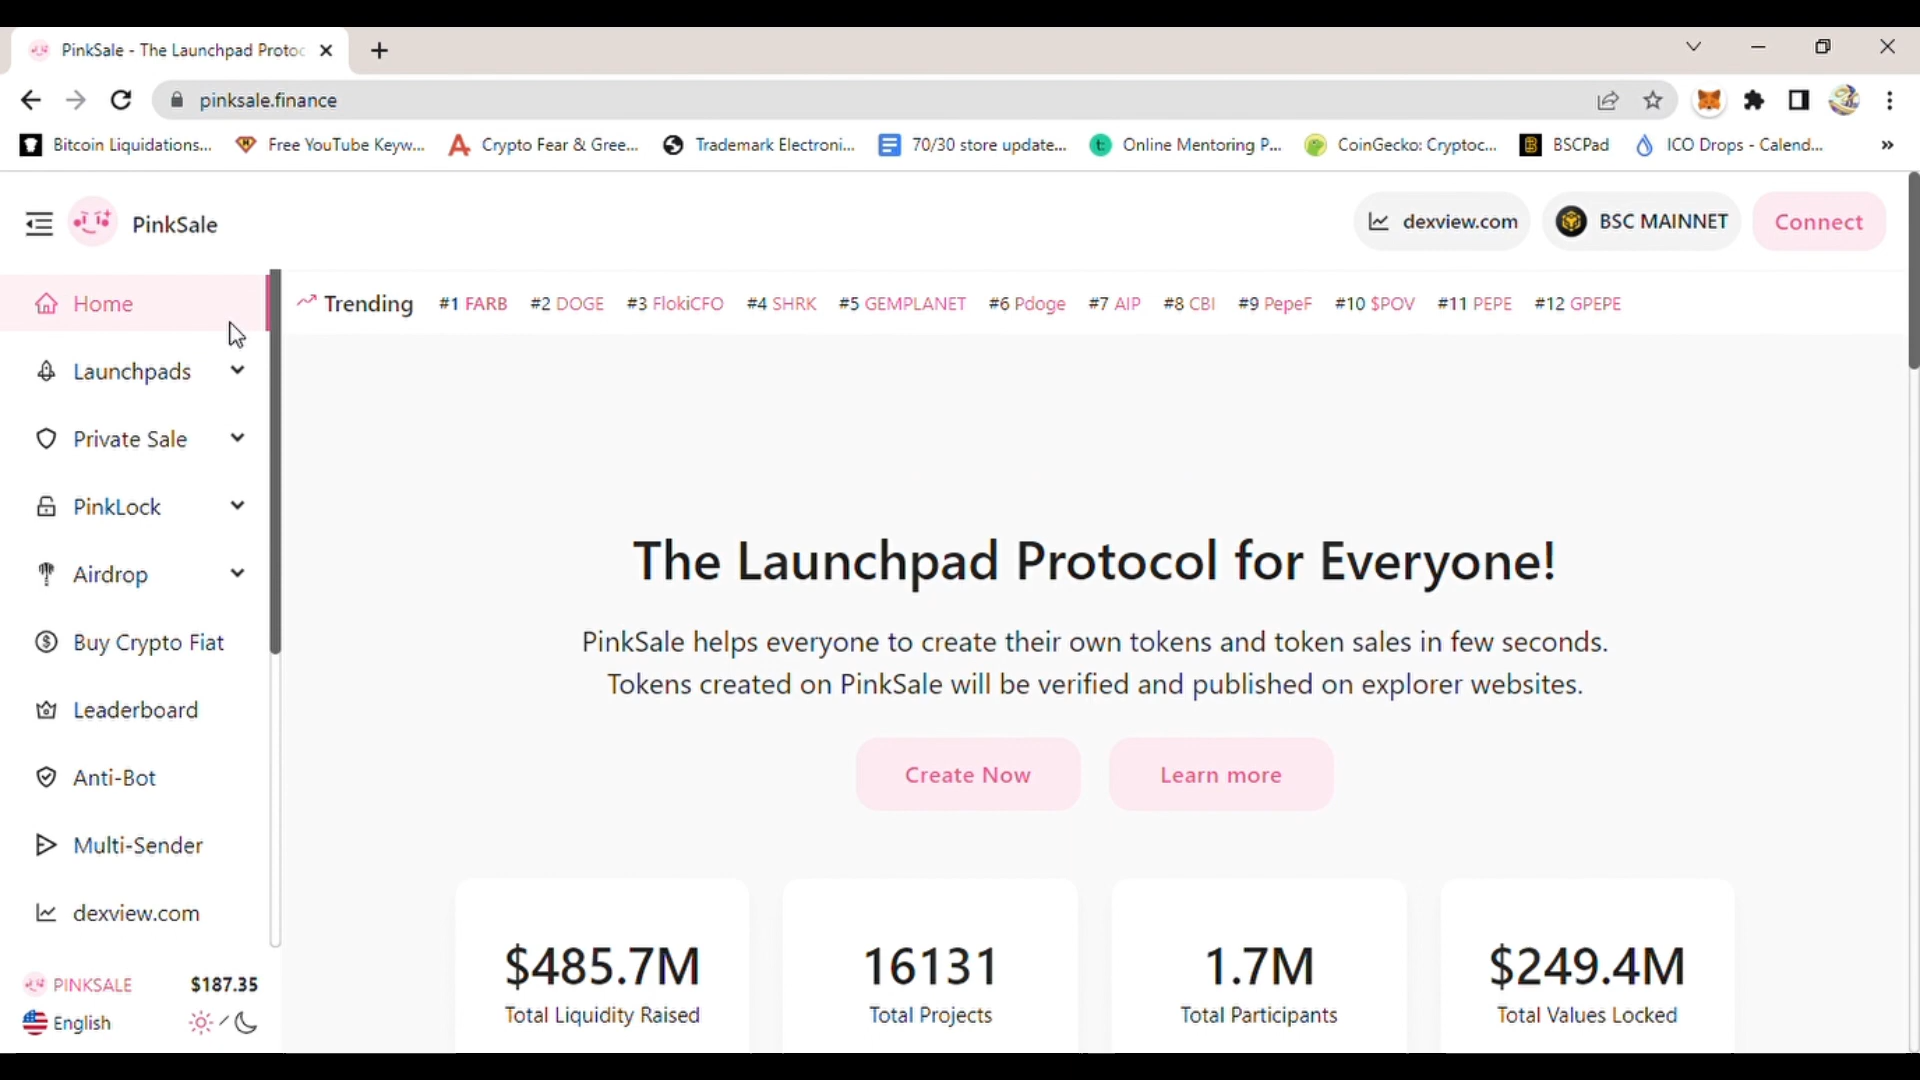 PinkSale - The Launchpad Protoc
pinksale.finance
Bitcoin Liquidations... Free YouTube Keyw... Crypto Fear & Gree... Trademark Electroni... 70/30 store update... Online Mentoring P... CoinGecko: Cryptoc... BSCPad ICO Drops - Calend... »
PinkSale
dexview.com BSC MAINNET Connect
Home
Launchpads
Private Sale
PinkLock
Airdrop
Buy Crypto Fiat
Leaderboard
Anti-Bot
Multi-Sender
dexview.com
PINKSALE $187.35
English
Trending #1 FARB #2 DOGE #3 FlokiCFO #4 SHRK #5 GEMPLANET #6 Pdoge #7 AIP #8 CBI #9 PepeF #10 $POV #11 PEPE #12 GPEPE
The Launchpad Protocol for Everyone!
PinkSale helps everyone to create their own tokens and token sales in few seconds.
Tokens created on PinkSale will be verified and published on explorer websites.
Create Now Learn more
$485.7M
Total Liquidity Raised
16131
Total Projects
1.7M
Total Participants
$249.4M
Total Values Locked